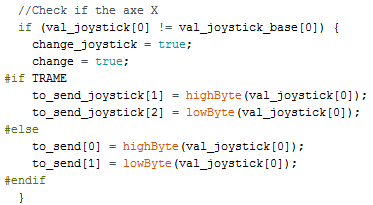 //Check if the axe X
if (val_joystick[0] != val_joystick_base[0]) {
change_joystick = true;
change = true;
#if TRAME
to_send_joystick[1] = highByte(val_joystick[0]);
to_send_joystick[2] = lowByte(val_joystick[0]);
#else
to_send[0] = highByte(val_joystick[0]);
to_send[1] = lowByte(val_joystick[0]);
#endif
}